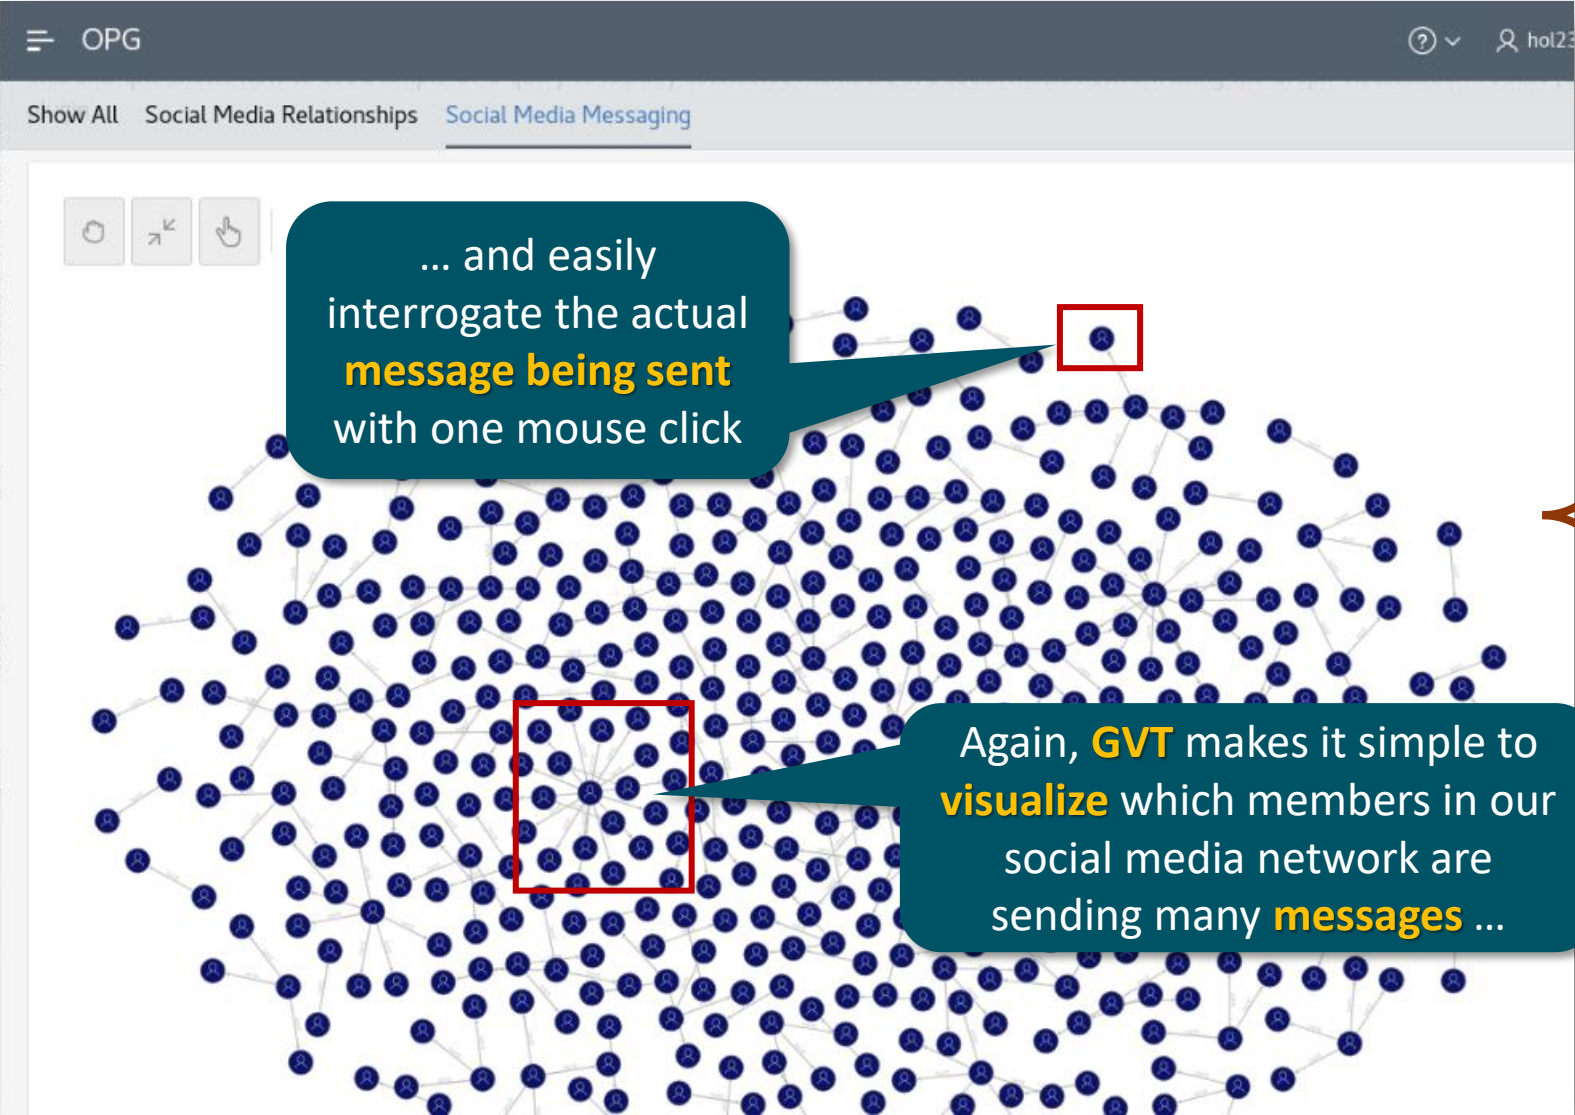 OPG
hol23
Show All Social Media Relationships Social Media Messaging
... and easily
interrogate the actual
message being sent
with one mouse click
Again, GVT makes it simple to
visualize which members in our
social media network are
sending many messages ...